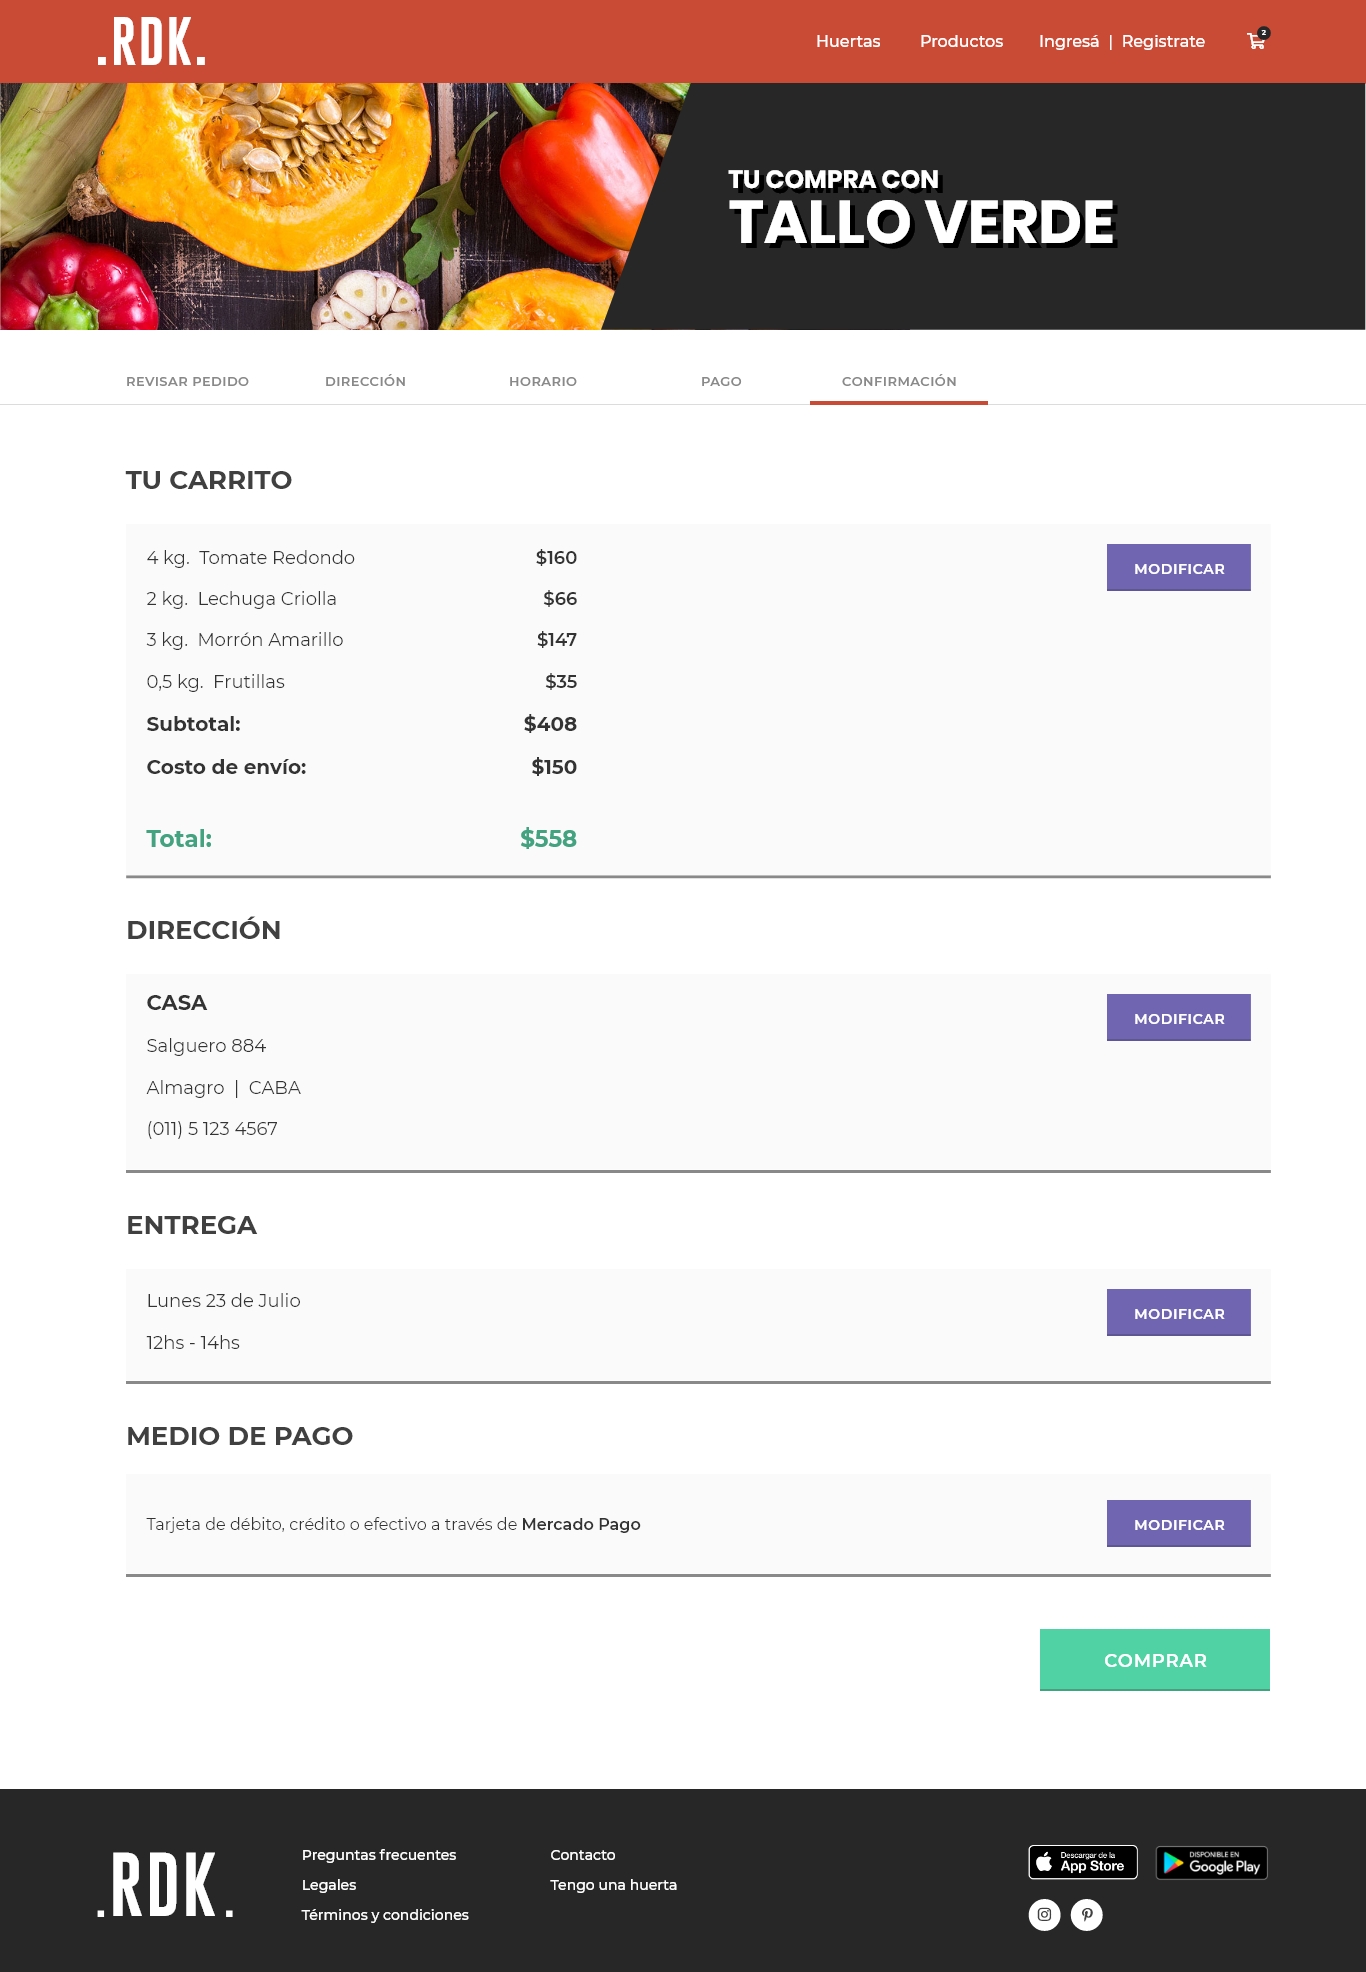 .RDK.
Huertas Productos Ingresá | Registrate 2
TU COMPRA CON
TALLO VERDE
REVISAR PEDIDO DIRECCIÓN HORARIO PAGO CONFIRMACIÓN
TU CARRITO
4 kg. Tomate Redondo $160
MODIFICAR
2 kg. Lechuga Criolla $66
3 kg. Morrón Amarillo $147
0,5 kg. Frutillas $35
Subtotal: $408
Costo de envío: $150
Total: $558
DIRECCIÓN
CASA
MODIFICAR
Salguero 884
Almagro | CABA
(011) 5 123 4567
ENTREGA
Lunes 23 de Julio
MODIFICAR
12hs - 14hs
MEDIO DE PAGO
Tarjeta de débito, crédito o efectivo a través de Mercado Pago
MODIFICAR
COMPRAR
.RDK.
Preguntas frecuentes
Legales
Términos y condiciones
Contacto
Tengo una huerta
Descargar de la
App Store
DISPONIBLE EN
Google Play